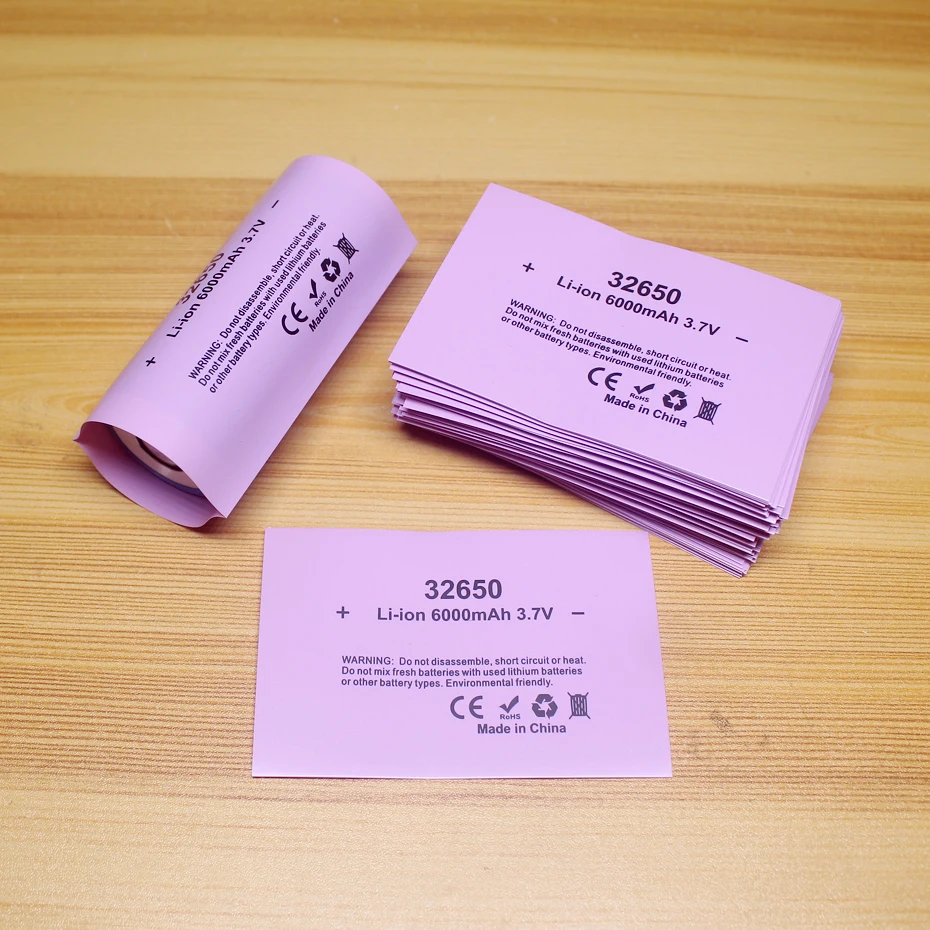 32650
+ Li-ion 6000mAh 3.7V −
WARNING: Do not disassemble, short circuit or heat.
Do not mix fresh batteries with used lithium batteries
or other battery types. Environmental friendly.
CE RoHS
Made in China
32650
+ Li-ion 6000mAh 3.7V −
WARNING: Do not disassemble, short circuit or heat.
Do not mix fresh batteries with used lithium batteries
or other battery types. Environmental friendly.
CE RoHS
Made in China
32650
+ Li-ion 6000mAh 3.7V −
WARNING: Do not disassemble, short circuit or heat.
Do not mix fresh batteries with used lithium batteries
or other battery types. Environmental friendly.
CE RoHS
Made in China